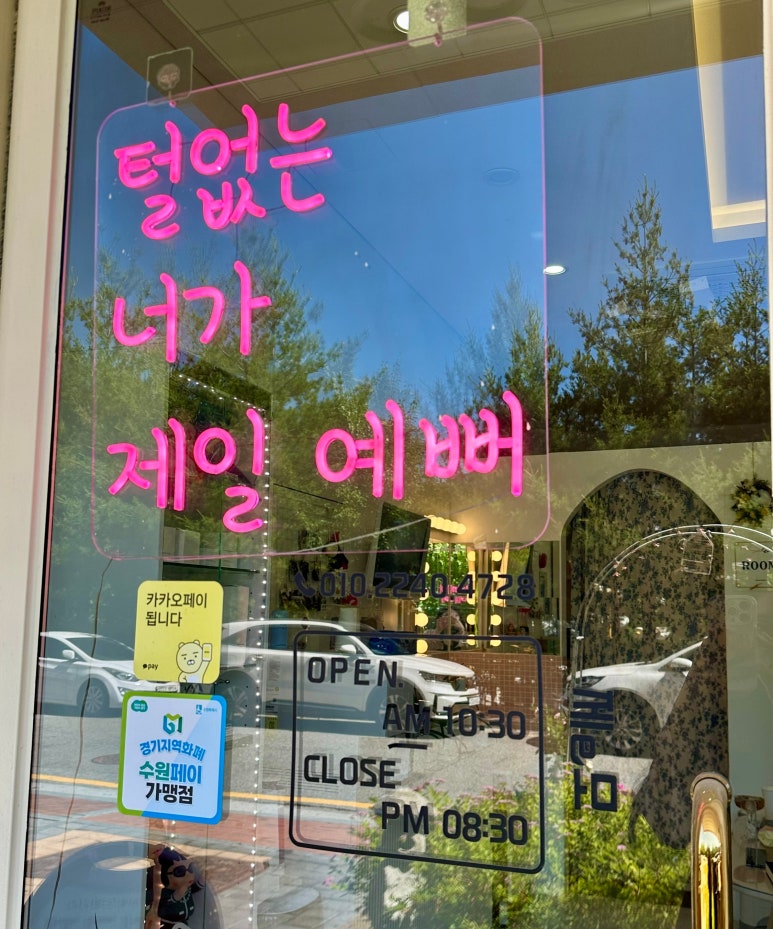 털없는
너가
제일 예뻐
010.2240.4728
카카오페이
됩니다
pay
OPEN
AM 10:30
CLOSE
PM 08:30
경기지역화폐
수원페이
가맹점